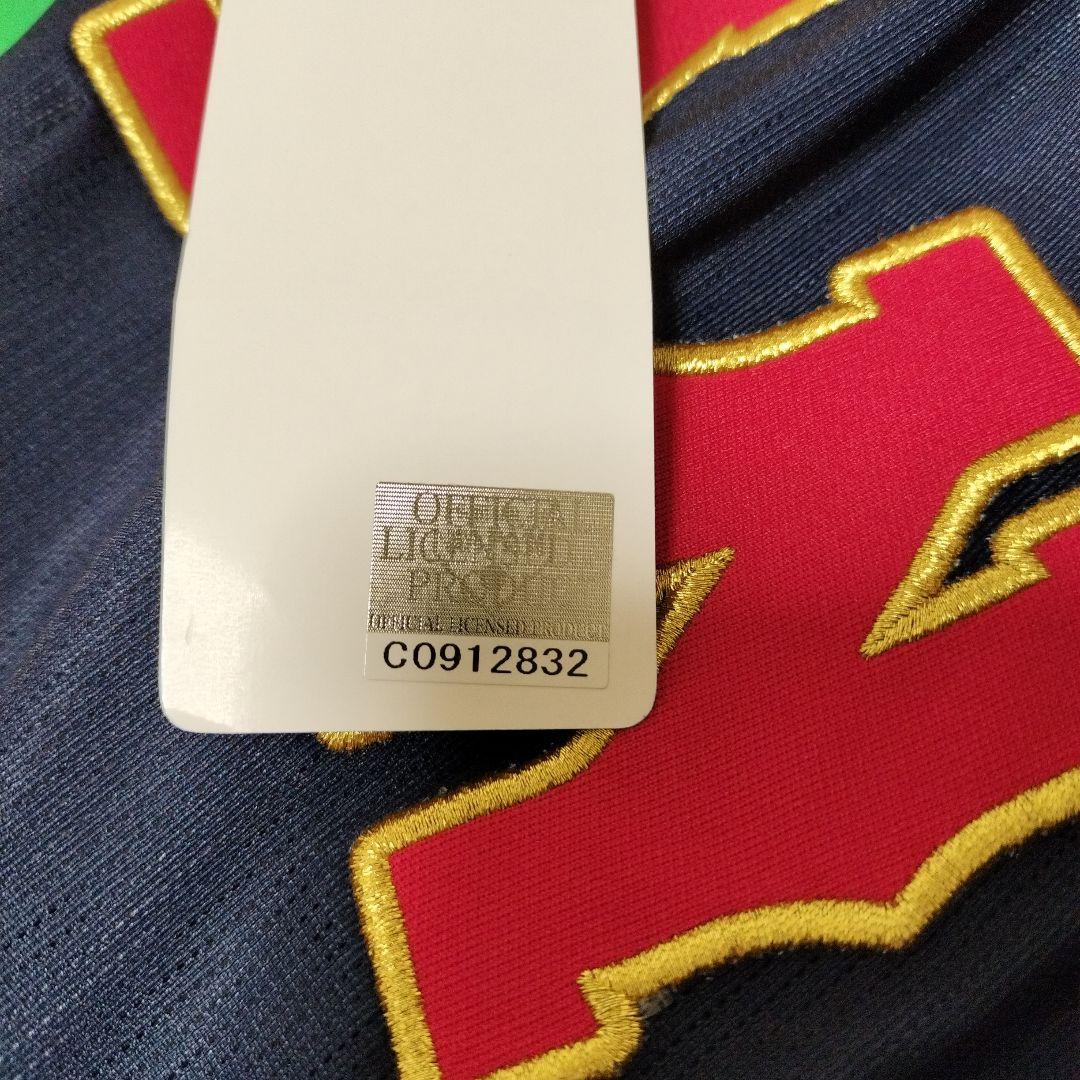 OFFICIAL
LICENSED
PRODUCT
OFFICIAL LICENSED PRODUCT
C0912832